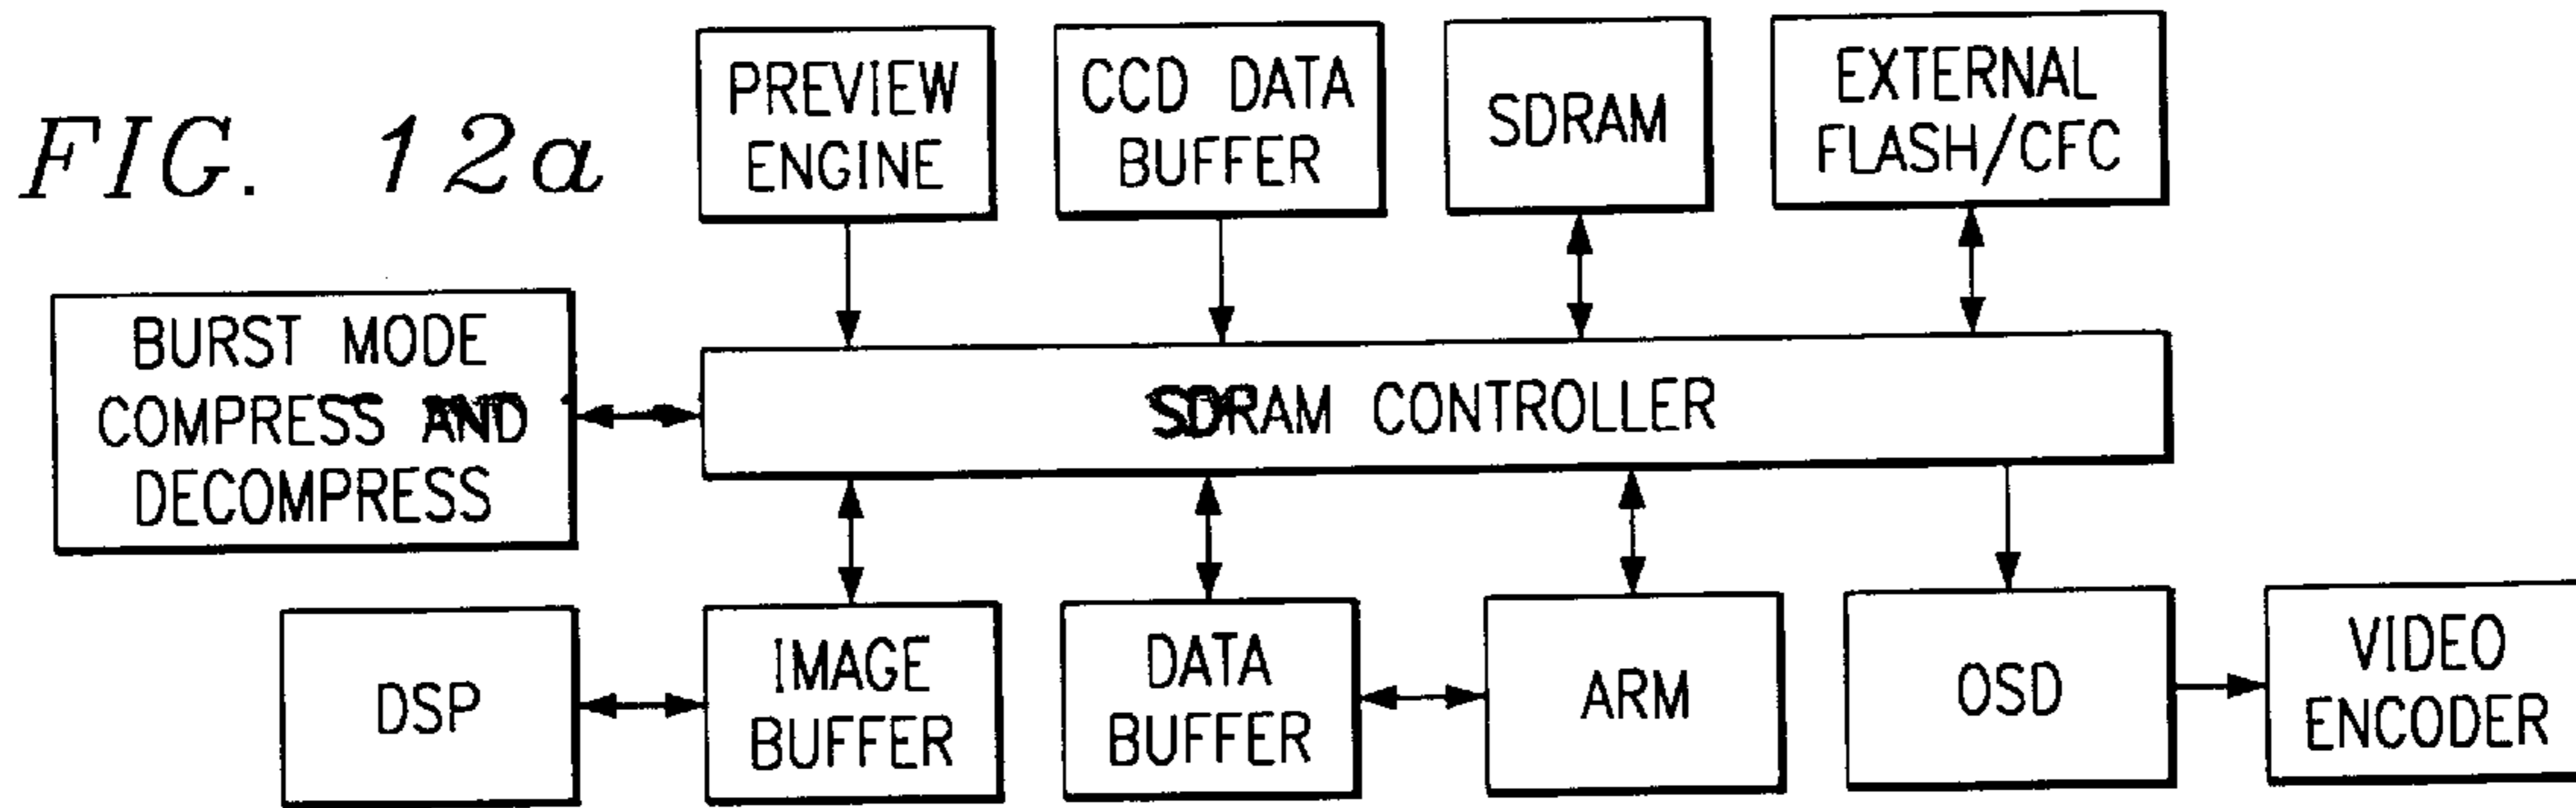 FIG. 12a
PREVIEW
ENGINE
CCD DATA
BUFFER
SDRAM
EXTERNAL
FLASH/CFC
BURST MODE
COMPRESS AND
DECOMPRESS
SDRAM CONTROLLER
DSP
IMAGE
BUFFER
DATA
BUFFER
ARM
OSD
VIDEO
ENCODER